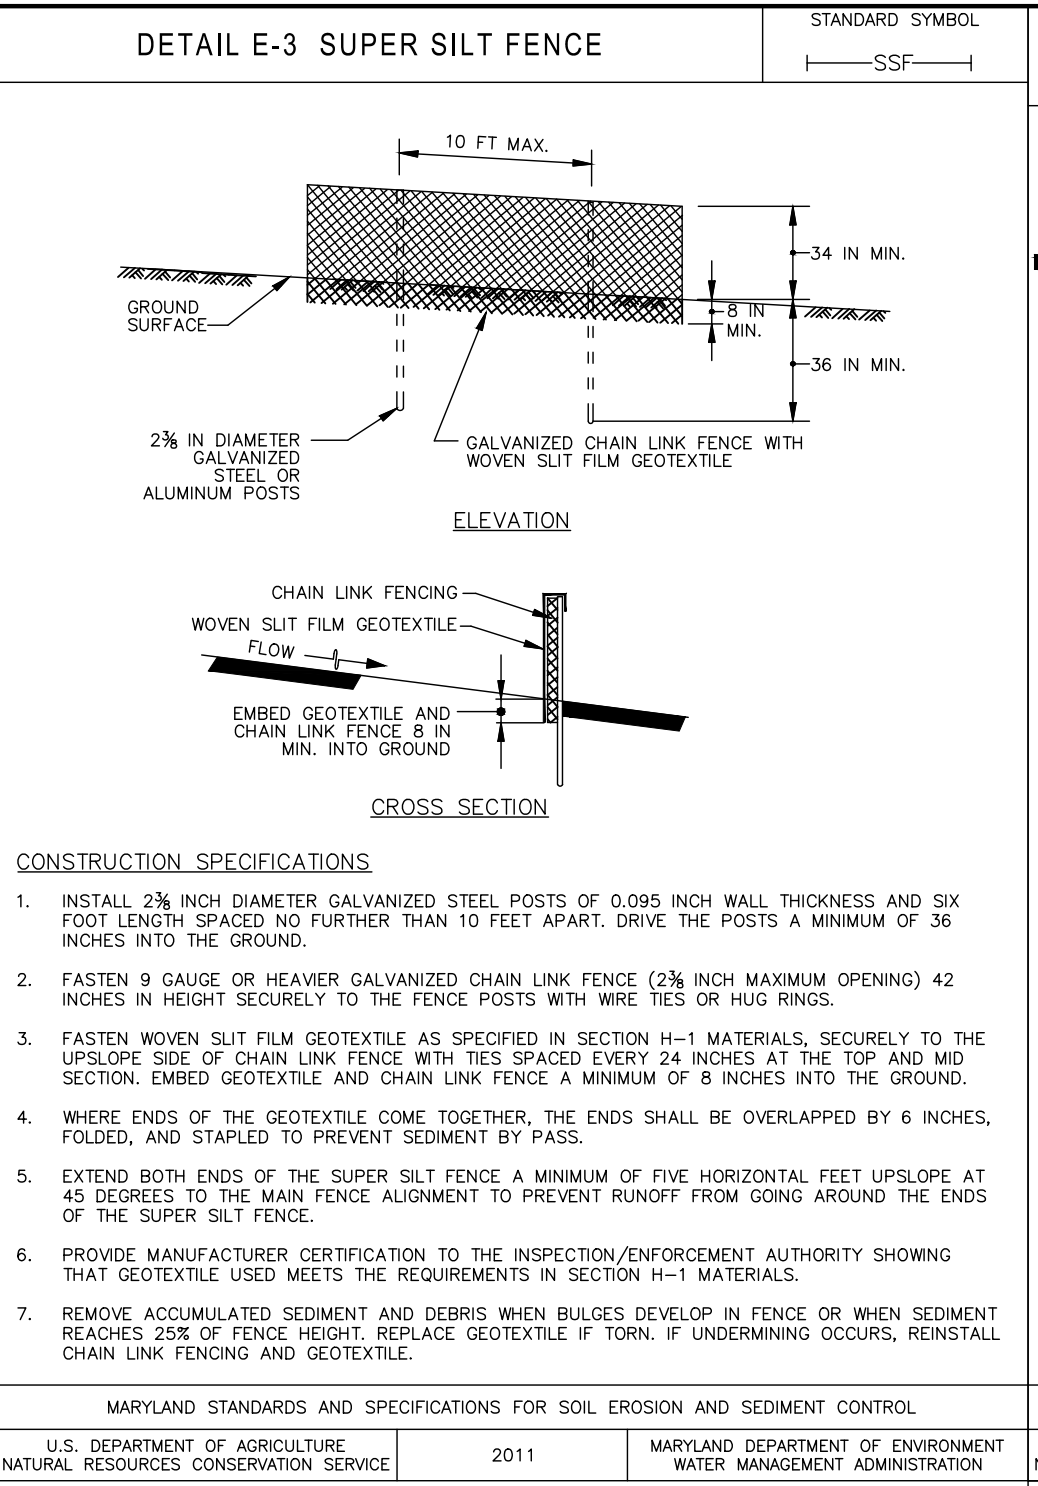 DETAIL E-3 SUPER SILT FENCE
STANDARD SYMBOL
SSF
10 FT MAX.
34 IN MIN.
GROUND
SURFACE
8 IN
MIN.
36 IN MIN.
2⅜ IN DIAMETER
GALVANIZED
STEEL OR
ALUMINUM POSTS
GALVANIZED CHAIN LINK FENCE WITH
WOVEN SLIT FILM GEOTEXTILE
ELEVATION
CHAIN LINK FENCING
WOVEN SLIT FILM GEOTEXTILE
FLOW
EMBED GEOTEXTILE AND
CHAIN LINK FENCE 8 IN
MIN. INTO GROUND
CROSS SECTION
CONSTRUCTION SPECIFICATIONS
1. INSTALL 2⅜ INCH DIAMETER GALVANIZED STEEL POSTS OF 0.095 INCH WALL THICKNESS AND SIX
FOOT LENGTH SPACED NO FURTHER THAN 10 FEET APART. DRIVE THE POSTS A MINIMUM OF 36
INCHES INTO THE GROUND.
2. FASTEN 9 GAUGE OR HEAVIER GALVANIZED CHAIN LINK FENCE (2⅜ INCH MAXIMUM OPENING) 42
INCHES IN HEIGHT SECURELY TO THE FENCE POSTS WITH WIRE TIES OR HUG RINGS.
3. FASTEN WOVEN SLIT FILM GEOTEXTILE AS SPECIFIED IN SECTION H-1 MATERIALS, SECURELY TO THE
UPSLOPE SIDE OF CHAIN LINK FENCE WITH TIES SPACED EVERY 24 INCHES AT THE TOP AND MID
SECTION. EMBED GEOTEXTILE AND CHAIN LINK FENCE A MINIMUM OF 8 INCHES INTO THE GROUND.
4. WHERE ENDS OF THE GEOTEXTILE COME TOGETHER, THE ENDS SHALL BE OVERLAPPED BY 6 INCHES,
FOLDED, AND STAPLED TO PREVENT SEDIMENT BY PASS.
5. EXTEND BOTH ENDS OF THE SUPER SILT FENCE A MINIMUM OF FIVE HORIZONTAL FEET UPSLOPE AT
45 DEGREES TO THE MAIN FENCE ALIGNMENT TO PREVENT RUNOFF FROM GOING AROUND THE ENDS
OF THE SUPER SILT FENCE.
6. PROVIDE MANUFACTURER CERTIFICATION TO THE INSPECTION/ENFORCEMENT AUTHORITY SHOWING
THAT GEOTEXTILE USED MEETS THE REQUIREMENTS IN SECTION H-1 MATERIALS.
7. REMOVE ACCUMULATED SEDIMENT AND DEBRIS WHEN BULGES DEVELOP IN FENCE OR WHEN SEDIMENT
REACHES 25% OF FENCE HEIGHT. REPLACE GEOTEXTILE IF TORN. IF UNDERMINING OCCURS, REINSTALL
CHAIN LINK FENCING AND GEOTEXTILE.
MARYLAND STANDARDS AND SPECIFICATIONS FOR SOIL EROSION AND SEDIMENT CONTROL
U.S. DEPARTMENT OF AGRICULTURE
NATURAL RESOURCES CONSERVATION SERVICE
2011
MARYLAND DEPARTMENT OF ENVIRONMENT
WATER MANAGEMENT ADMINISTRATION